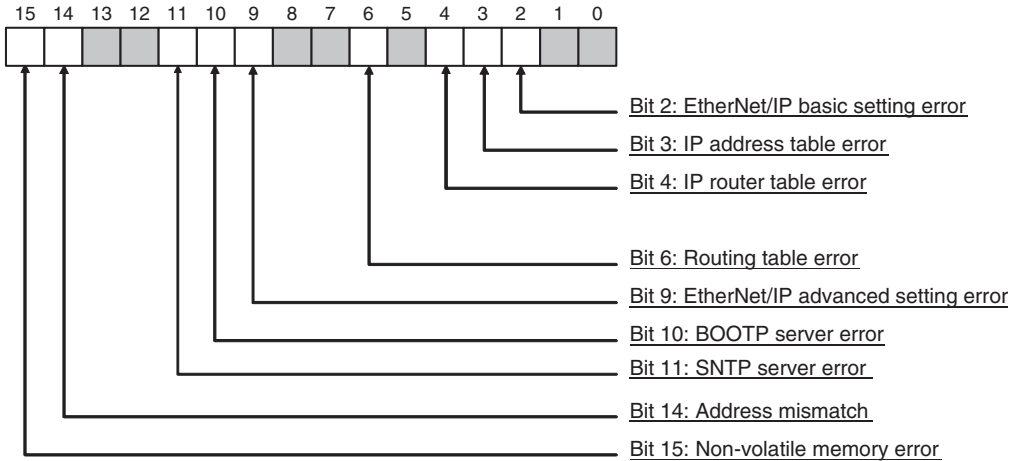 15 14 13 12 11 10 9 8 7 6 5 4 3 2 1 0
Bit 2: EtherNet/IP basic setting error
Bit 3: IP address table error
Bit 4: IP router table error
Bit 6: Routing table error
Bit 9: EtherNet/IP advanced setting error
Bit 10: BOOTP server error
Bit 11: SNTP server error
Bit 14: Address mismatch
Bit 15: Non-volatile memory error